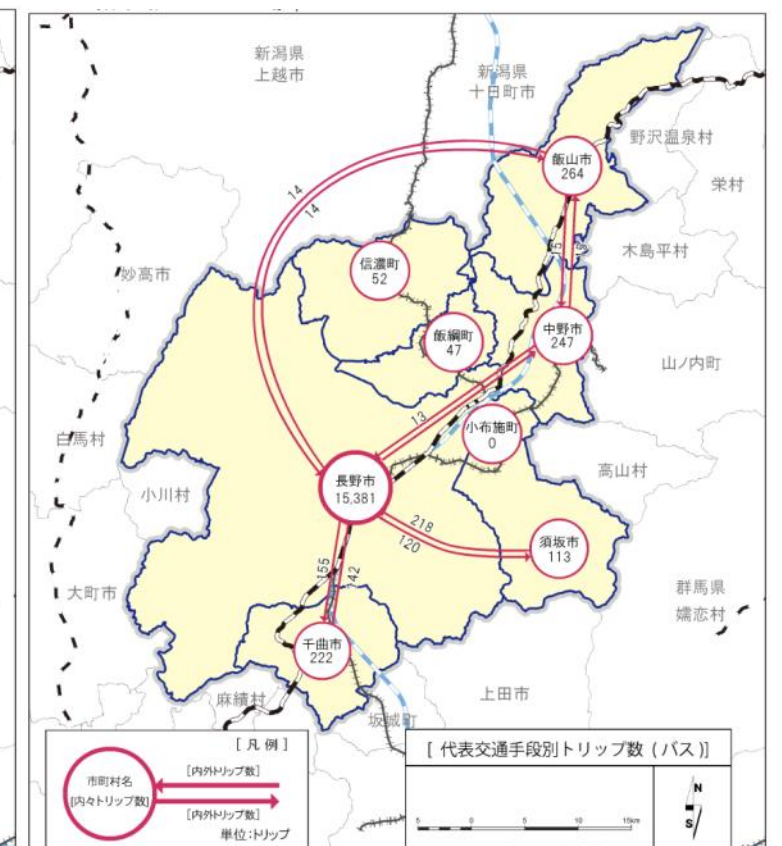 新潟県
上越市
新潟県
十日町市
野沢温泉村
飯山市
264
栄村
14
14
木島平村
信濃町
52
妙高市
中野市
247
飯綱町
47
山ノ内町
13
小布施町
0
白馬村
高山村
長野市
15,381
小川村
218
120
須坂市
113
155
142
大町市
群馬県
嬬恋村
千曲市
222
麻績村
上田市
坂城町
[凡例]
市町村名
[内々トリップ数]
[内外トリップ数]
[内外トリップ数]
単位:トリップ
[代表交通手段別トリップ数(バス)]
5 0 5 10 15km
N
S